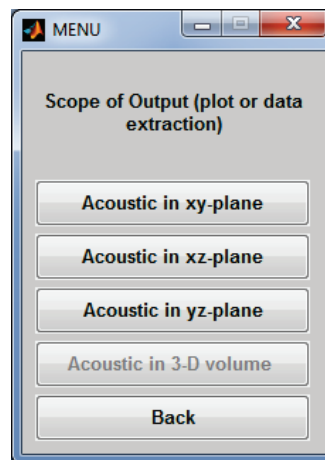 MENU
Scope of Output (plot or data
extraction)
Acoustic in xy-plane
Acoustic in xz-plane
Acoustic in yz-plane
Acoustic in 3-D volume
Back